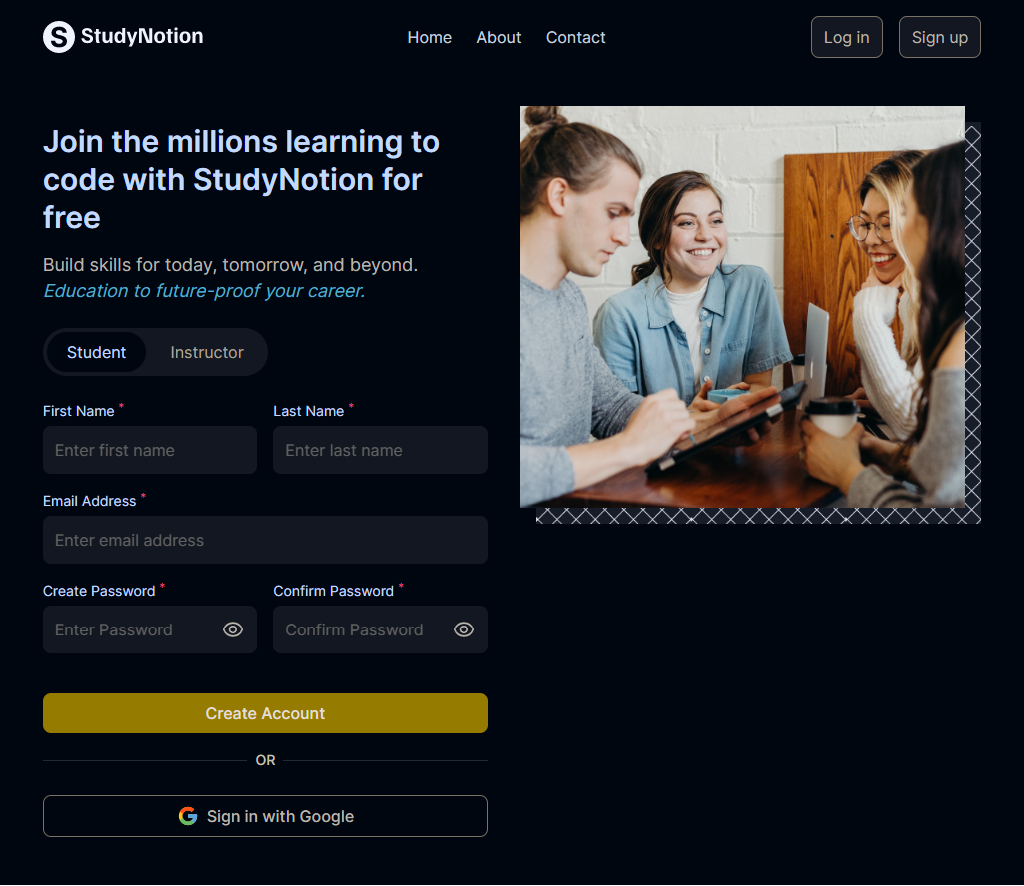 StudyNotion
Home About Contact
Log in Sign up
Join the millions learning to
code with StudyNotion for
free
Build skills for today, tomorrow, and beyond.
Education to future-proof your career.
Student Instructor
First Name * Last Name *
Enter first name Enter last name
Email Address *
Enter email address
Create Password * Confirm Password *
Enter Password Confirm Password
Create Account
OR
Sign in with Google